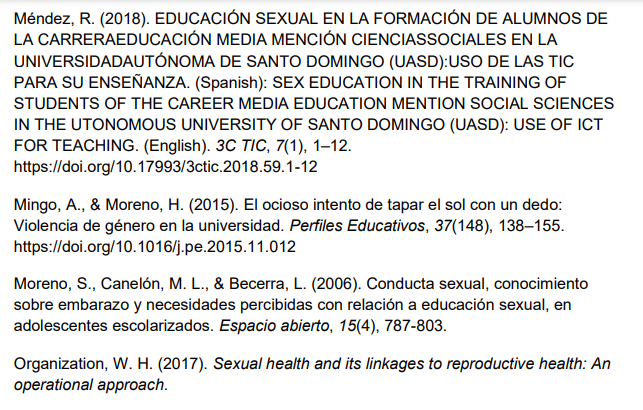 Méndez, R. (2018). EDUCACIÓN SEXUAL EN LA FORMACIÓN DE ALUMNOS DE
LA CARRERAEDUCACIÓN MEDIA MENCIÓN CIENCIASSOCIALES EN LA
UNIVERSIDADAUTÓNOMA DE SANTO DOMINGO (UASD):USO DE LAS TIC
PARA SU ENSEÑANZA. (Spanish): SEX EDUCATION IN THE TRAINING OF
STUDENTS OF THE CAREER MEDIA EDUCATION MENTION SOCIAL SCIENCES
IN THE UTONOMOUS UNIVERSITY OF SANTO DOMINGO (UASD): USE OF ICT
FOR TEACHING. (English). 3C TIC, 7(1), 1–12.
https://doi.org/10.17993/3ctic.2018.59.1-12
Mingo, A., & Moreno, H. (2015). El ocioso intento de tapar el sol con un dedo:
Violencia de género en la universidad. Perfiles Educativos, 37(148), 138–155.
https://doi.org/10.1016/j.pe.2015.11.012
Moreno, S., Canelón, M. L., & Becerra, L. (2006). Conducta sexual, conocimiento
sobre embarazo y necesidades percibidas con relación a educación sexual, en
adolescentes escolarizados. Espacio abierto, 15(4), 787-803.
Organization, W. H. (2017). Sexual health and its linkages to reproductive health: An
operational approach.